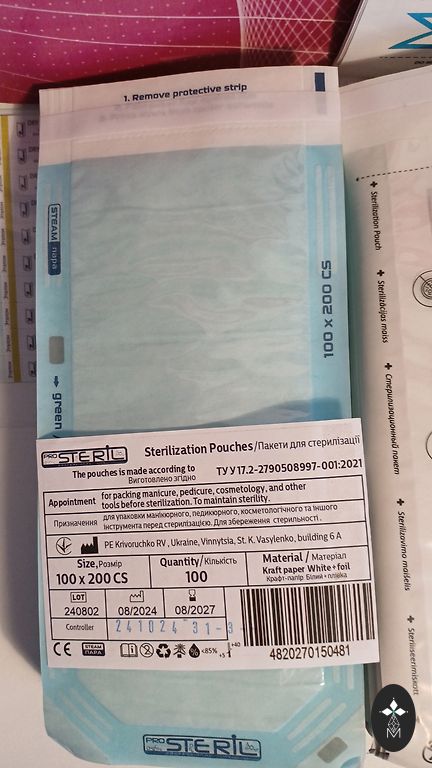 1. Remove protective strip
STEAM
пара
100 x 200 CS
green
PRO STERIL
Sterilization Pouches/Пакети для стерилізації
The pouches is made according to
Виготовлено згідно
ТУ У 17.2-2790508997-001:2021
Appointment
for packing manicure, pedicure, cosmetology, and other
tools before sterilization. To maintain sterility.
Призначення
для упаковки манікюрного, педикюрного, косметологічного та іншого
інструмента перед стерилізацією. Для збереження стерильності .
PE Krivoruchko RV , Ukraine, Vinnytsia, St. K. Vasylenko, building 6 A
Size,Розмір
100 x 200 CS
Quantity/Кількість
100
Material / Матеріал
Kraft paper White+foil
Крафт-папір Білий+плівка
LOT
240802
08/2024
08/2027
Controller
241024 31-3
CE
STEAM
ПАРА
<85%
+5
+40
4820270150481
PRO STERIL
Sterilization Pouch
Sterilizācijas maiss
Стерилизационный пакет
Sterilizavimo maišelis
Steriliseerimiskott